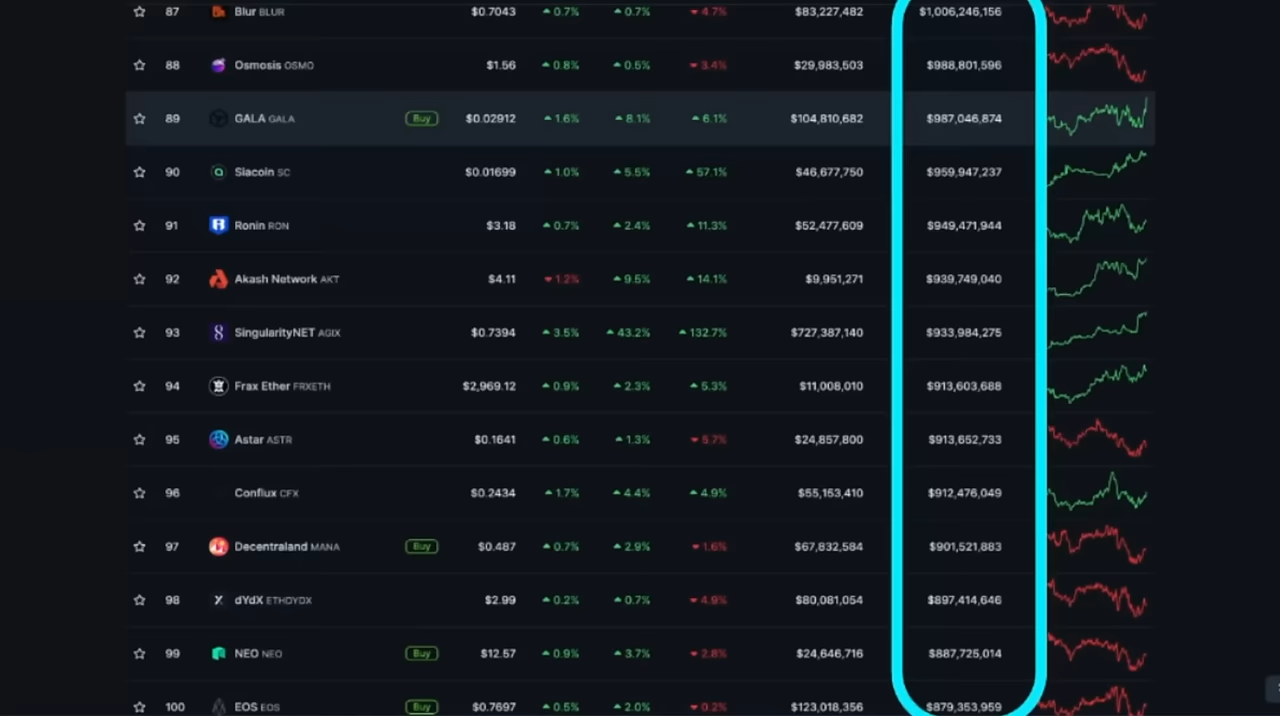 87 Blur BLUR $0.7043 0.7% 0.7% 4.7% $83,227,482 $1,006,246,156
88 Osmosis OSMO $1.56 0.8% 0.5% 3.4% $29,983,503 $988,801,596
89 GALA GALA Buy $0.02912 1.6% 8.1% 6.1% $104,810,682 $987,046,874
90 Siacoin SC $0.01699 1.0% 5.5% 57.1% $46,677,750 $959,947,237
91 Ronin RON $3.18 0.7% 2.4% 11.3% $52,477,609 $949,471,944
92 Akash Network AKT $4.11 1.2% 9.5% 14.1% $9,951,271 $939,749,040
93 SingularityNET AGIX $0.7394 3.5% 43.2% 132.7% $727,387,140 $933,984,275
94 Frax Ether FRXETH $2,969.12 0.9% 2.3% 5.3% $11,008,010 $913,603,688
95 Astar ASTR $0.1641 0.6% 1.3% 5.7% $24,857,800 $913,652,733
96 Conflux CFX $0.2434 1.7% 4.4% 4.9% $55,153,410 $912,476,049
97 Decentraland MANA Buy $0.487 0.7% 2.9% 1.6% $67,832,584 $901,521,883
98 dYdX ETHDYDX $2.99 0.2% 0.7% 4.9% $80,081,054 $897,414,646
99 NEO NEO Buy $12.57 0.9% 3.7% 2.8% $24,646,716 $887,725,014
100 EOS EOS Buy $0.7697 0.5% 2.0% 0.2% $123,018,356 $879,353,959